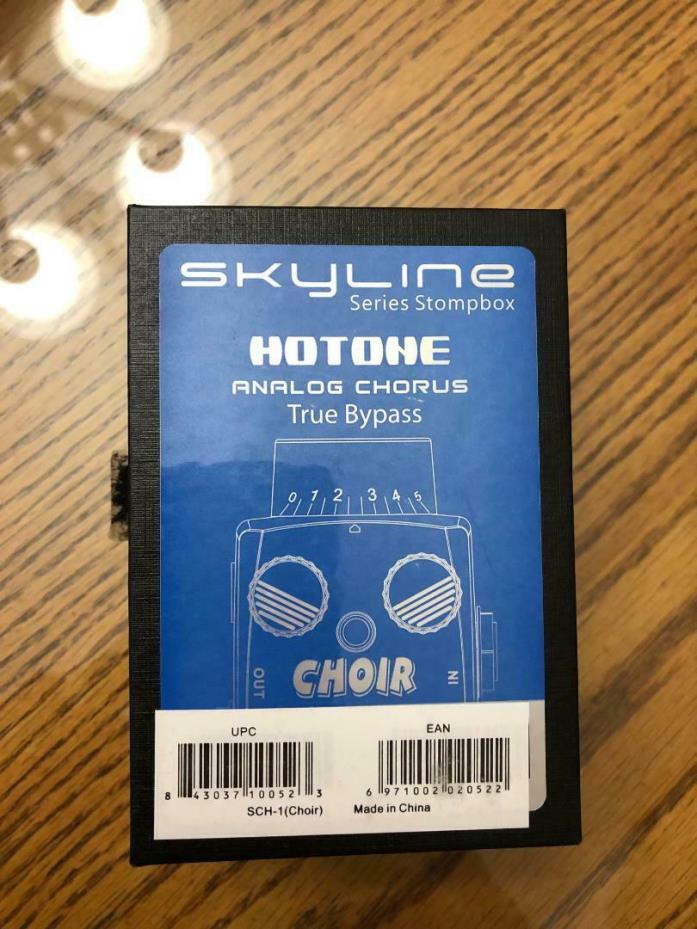 SKYLINE
Series Stompbox
HOTONE
ANALOG CHORUS
True Bypass
0 1 2 3 4 5
CHOIR
OUT
IN
UPC
EAN
8 43037 10052 3
6 971002 020522
SCH-1(Choir)
Made in China